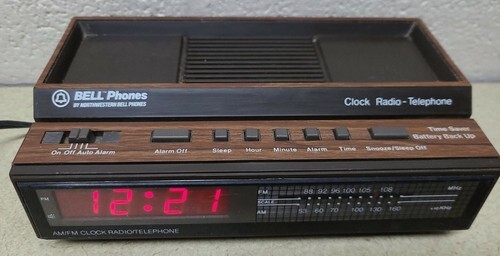 BELL Phones
BY NORTHWESTERN BELL PHONES
Clock Radio-Telephone
Time Saver
Battery Back Up
On Off Auto Alarm
Alarm Off
Sleep
Hour
Minute
Alarm
Time
Snooze/Sleep Off
12:21
FM
FM 88 92 96 100 105 108 MHz
SCALE
AM 53 60 70 100 130 160
AM/FM CLOCK RADIO/TELEPHONE